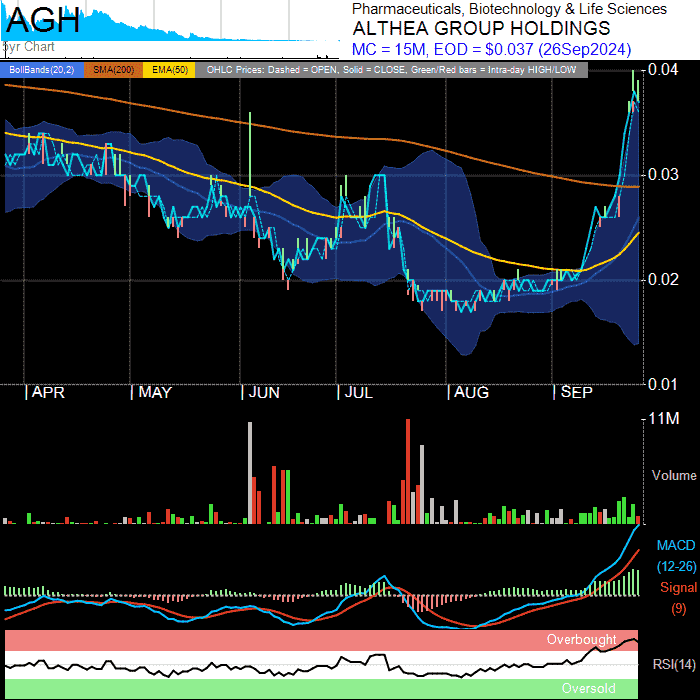 AGH
5yr Chart
Pharmaceuticals, Biotechnology & Life Sciences
ALTHEA GROUP HOLDINGS
MC = 15M, EOD = $0.037 (26Sep2024)
BollBands(20,2) SMA(200) EMA(50) OHLC Prices: Dashed = OPEN, Solid = CLOSE, Green/Red bars = Intra-day HIGH/LOW
0.04
0.03
0.02
0.01
APR MAY JUN JUL AUG SEP
11M
Volume
MACD
(12-26)
Signal
(9)
Overbought
RSI(14)
Oversold